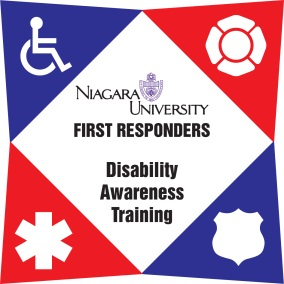 NIAGARA
UNIVERSITY
FIRST RESPONDERS
Disability
Awareness
Training